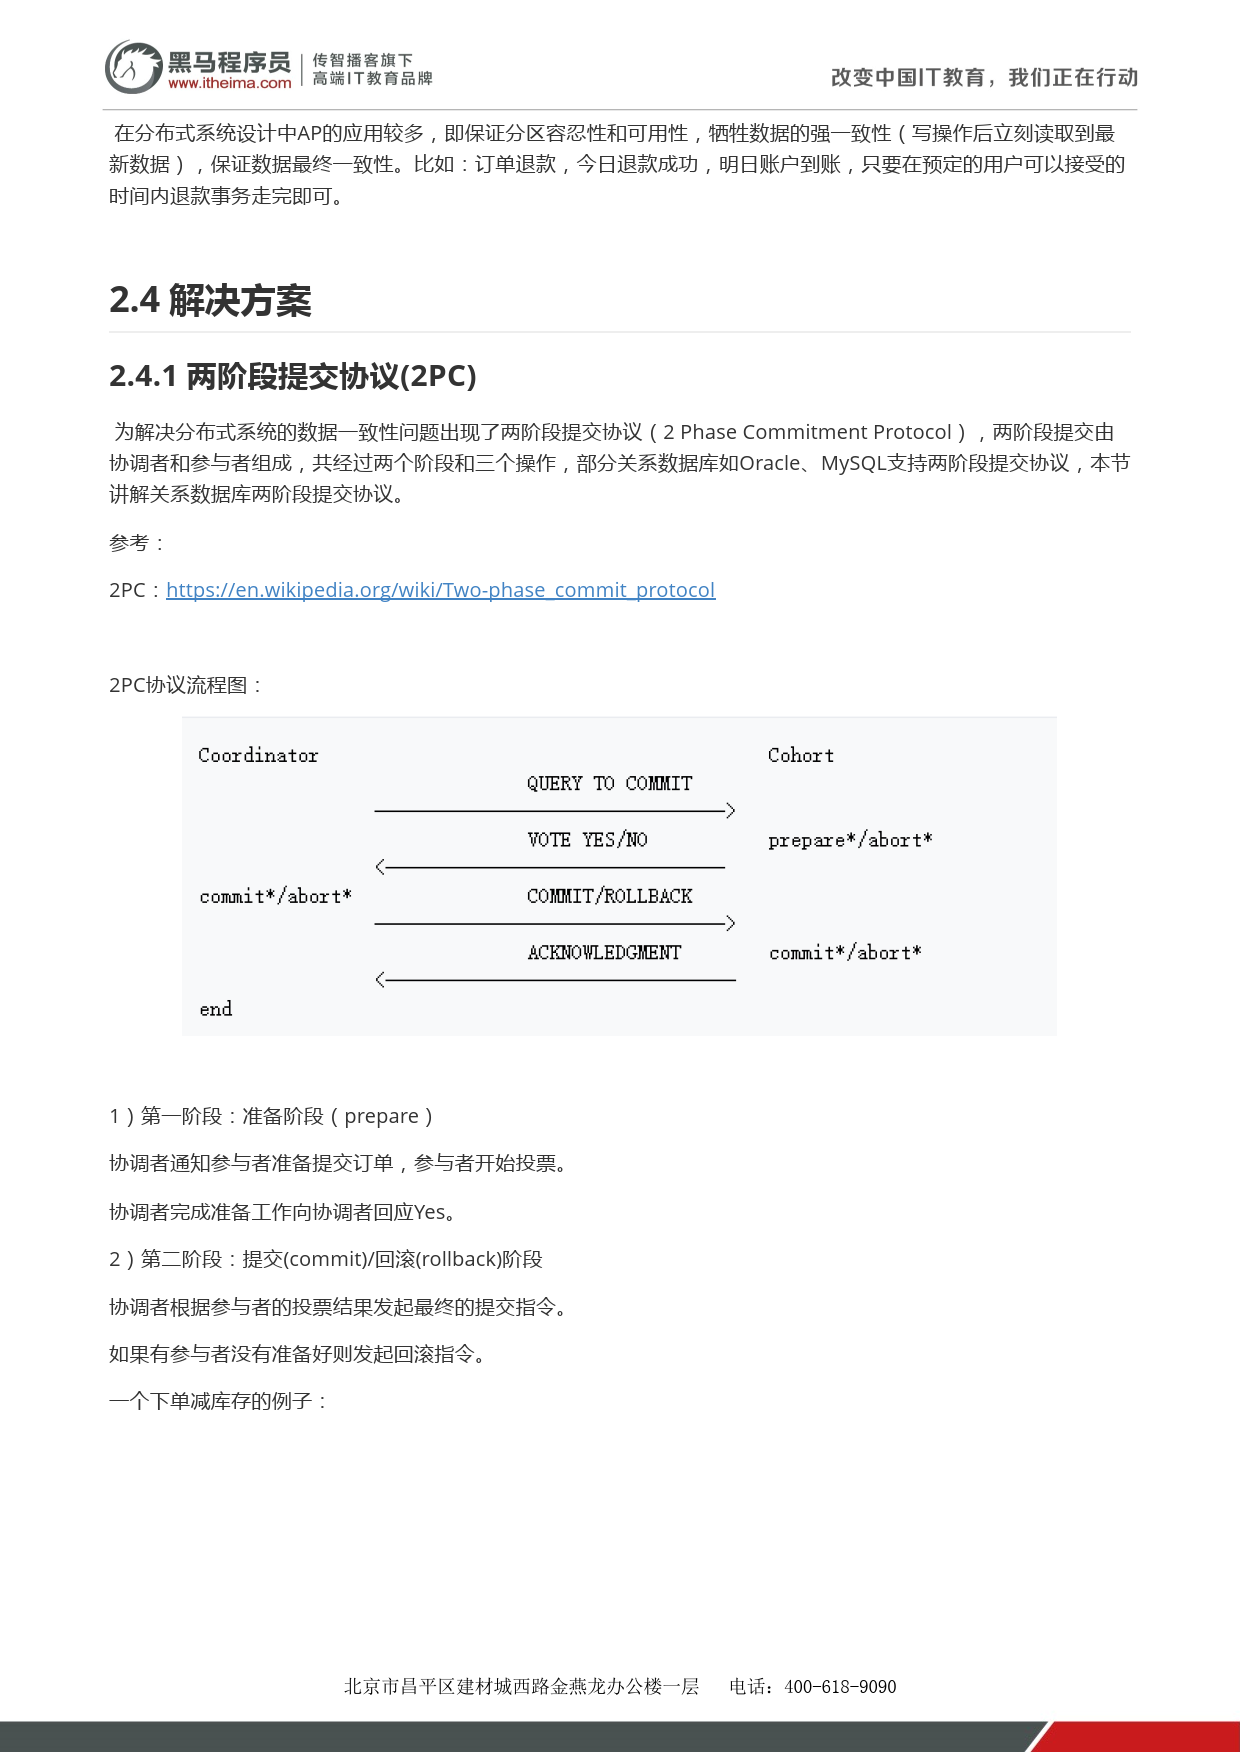 黑马程序员
www.itheima.com
传智播客旗下
高端IT教育品牌
改变中国IT教育，我们正在行动
在分布式系统设计中AP的应用较多，即保证分区容忍性和可用性，牺牲数据的强一致性（写操作后立刻读取到最
新数据），保证数据最终一致性。比如：订单退款，今日退款成功，明日账户到账，只要在预定的用户可以接受的
时间内退款事务走完即可。
2.4 解决方案
2.4.1 两阶段提交协议(2PC)
为解决分布式系统的数据一致性问题出现了两阶段提交协议（2 Phase Commitment Protocol），两阶段提交由
协调者和参与者组成，共经过两个阶段和三个操作，部分关系数据库如Oracle、MySQL支持两阶段提交协议，本节
讲解关系数据库两阶段提交协议。
参考：
2PC：https://en.wikipedia.org/wiki/Two-phase_commit_protocol
2PC协议流程图：
Coordinator Cohort
QUERY TO COMMIT
VOTE YES/NO prepare*/abort*
commit*/abort* COMMIT/ROLLBACK
ACKNOWLEDGMENT commit*/abort*
end
1）第一阶段：准备阶段（prepare）
协调者通知参与者准备提交订单，参与者开始投票。
协调者完成准备工作向协调者回应Yes。
2）第二阶段：提交(commit)/回滚(rollback)阶段
协调者根据参与者的投票结果发起最终的提交指令。
如果有参与者没有准备好则发起回滚指令。
一个下单减库存的例子：
北京市昌平区建材城西路金燕龙办公楼一层 电话：400-618-9090